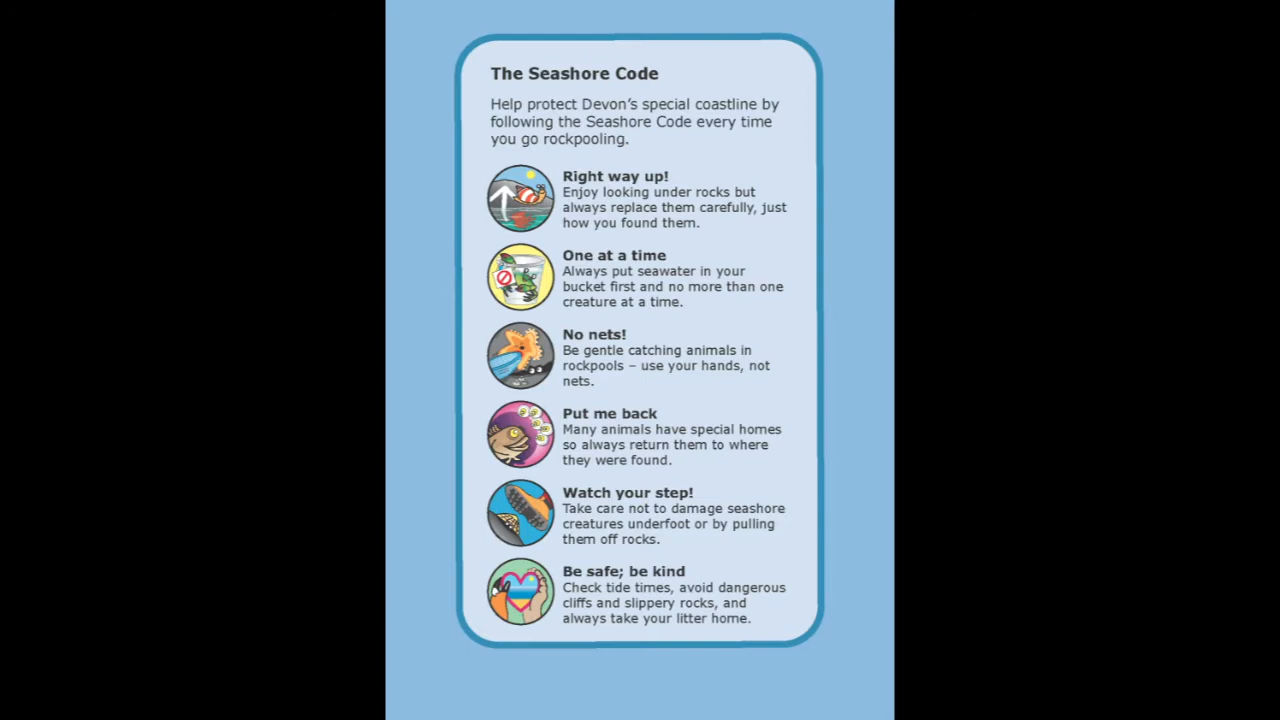 The Seashore Code
Help protect Devon's special coastline by
following the Seashore Code every time
you go rockpooling.
Right way up!
Enjoy looking under rocks but
always replace them carefully, just
how you found them.
One at a time
Always put seawater in your
bucket first and no more than one
creature at a time.
No nets!
Be gentle catching animals in
rockpools – use your hands, not
nets.
Put me back
Many animals have special homes
so always return them to where
they were found.
Watch your step!
Take care not to damage seashore
creatures underfoot or by pulling
them off rocks.
Be safe; be kind
Check tide times, avoid dangerous
cliffs and slippery rocks, and
always take your litter home.